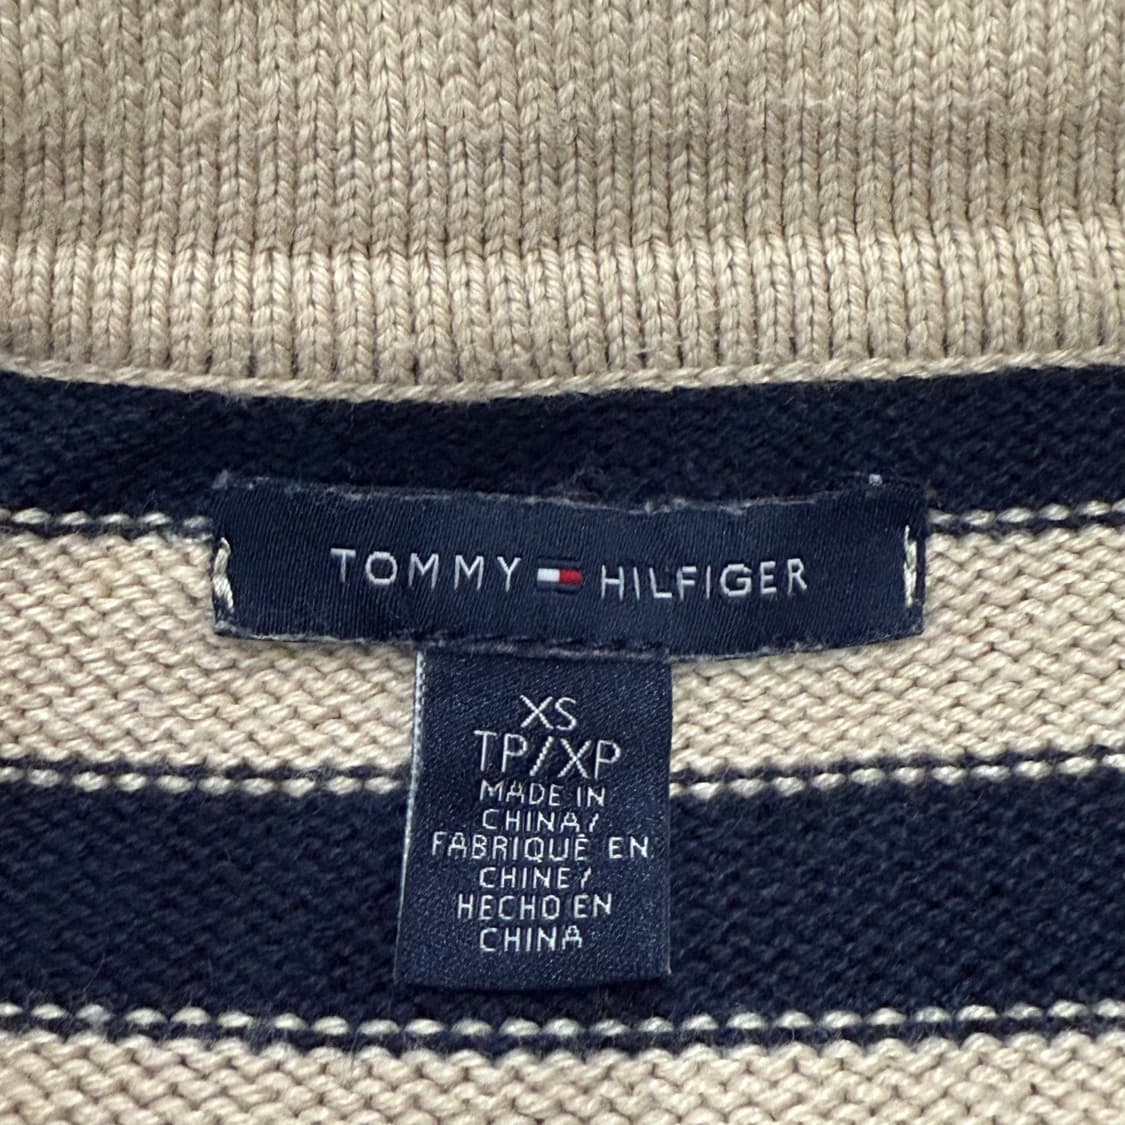 TOMMY HILFIGER
XS
TP/XP
MADE IN
CHINA/
FABRIQUÉ EN
CHINE/
HECHO EN
CHINA